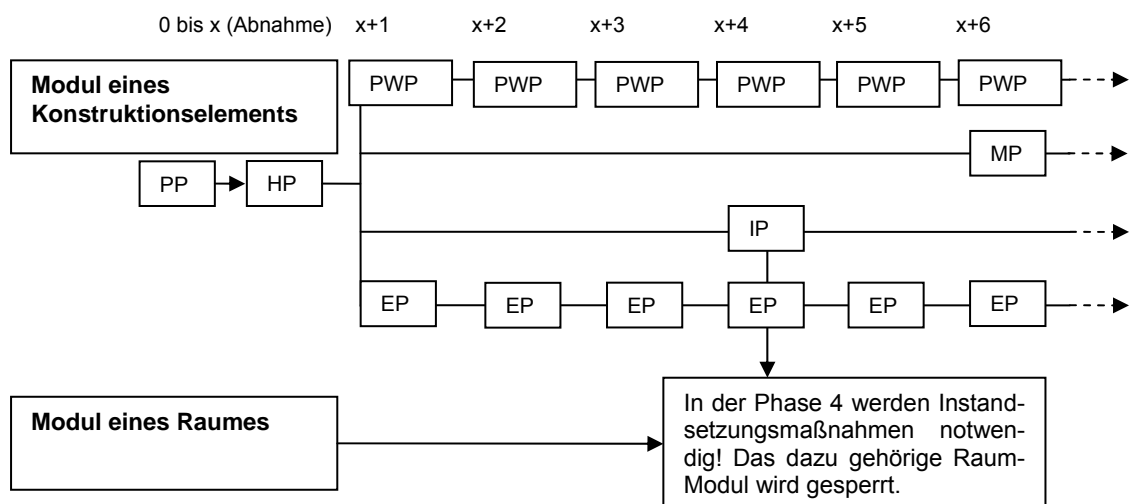 0 bis x (Abnahme) x+1 x+2 x+3 x+4 x+5 x+6
Modul eines
Konstruktionselements
PWP PWP PWP PWP PWP PWP
MP
PP HP
IP
EP EP EP EP EP EP
Modul eines Raumes
In der Phase 4 werden Instand-
setzungsmaßnahmen notwen-
dig! Das dazu gehörige Raum-
Modul wird gesperrt.